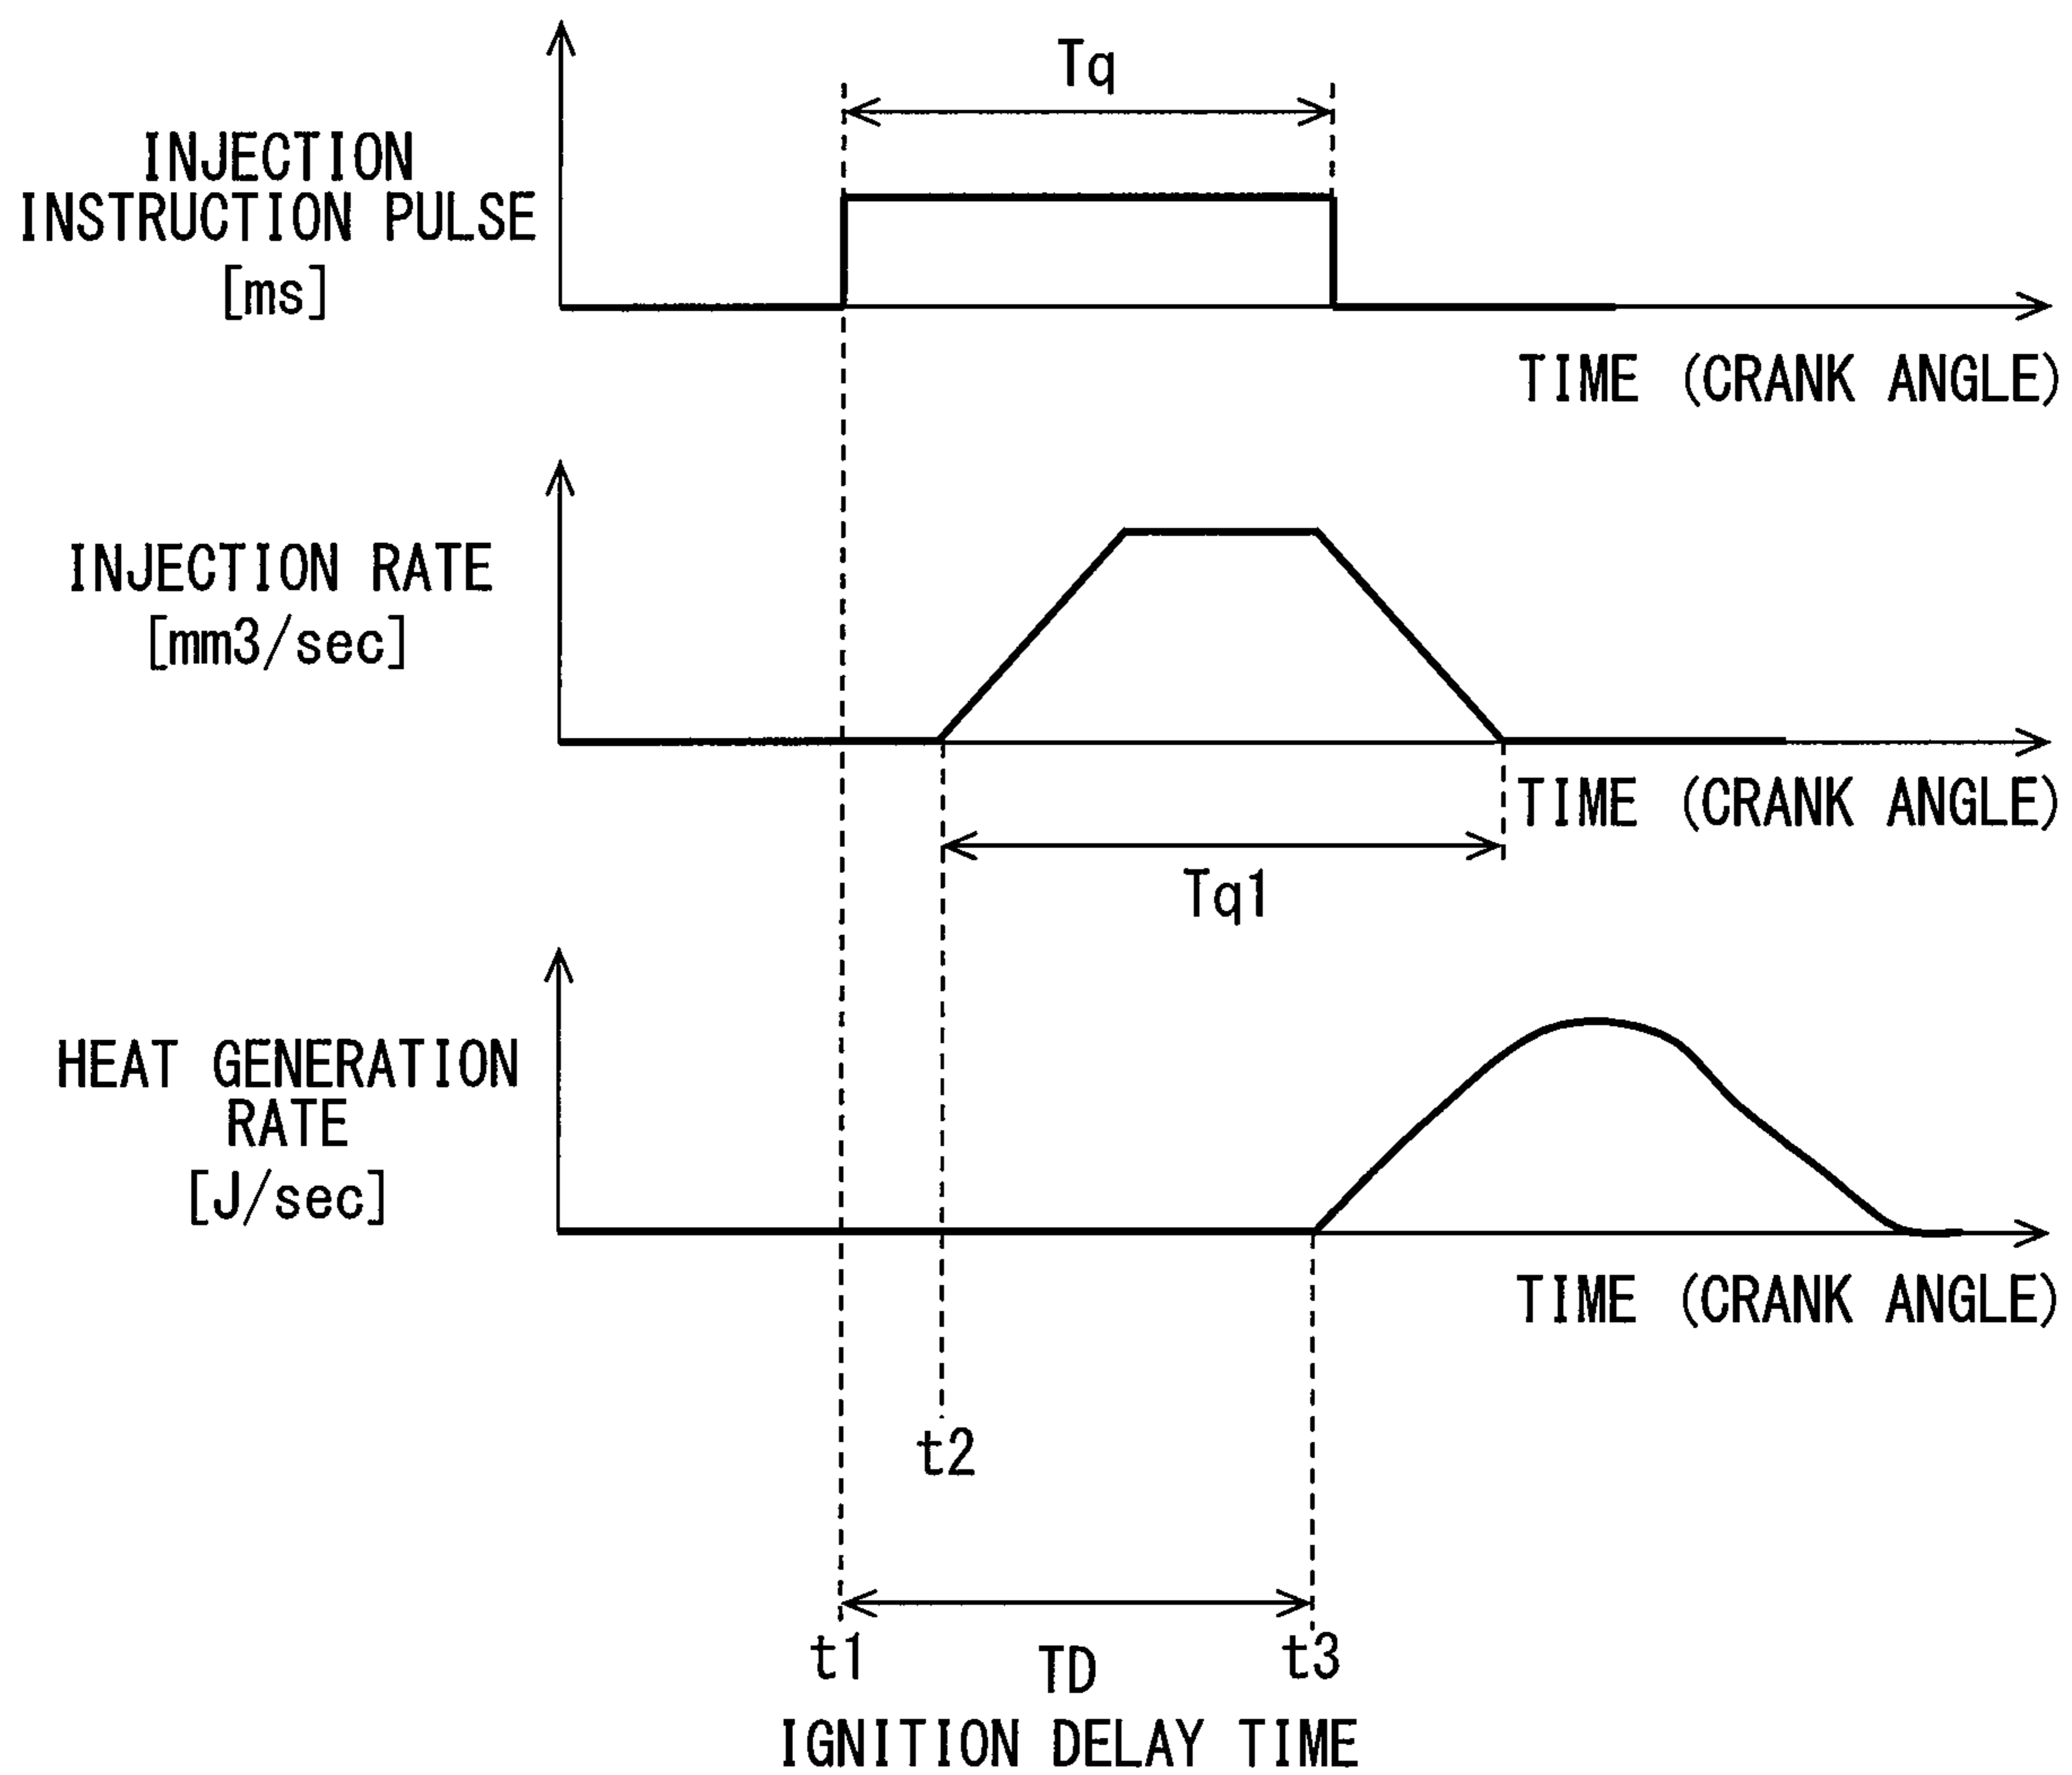 Tq
INJECTION
INSTRUCTION PULSE
[ms]
TIME (CRANK ANGLE)
INJECTION RATE
[mm3/sec]
TIME (CRANK ANGLE)
Tq1
HEAT GENERATION
RATE
[J/sec]
TIME (CRANK ANGLE)
t2
t1
TD
t3
IGNITION DELAY TIME